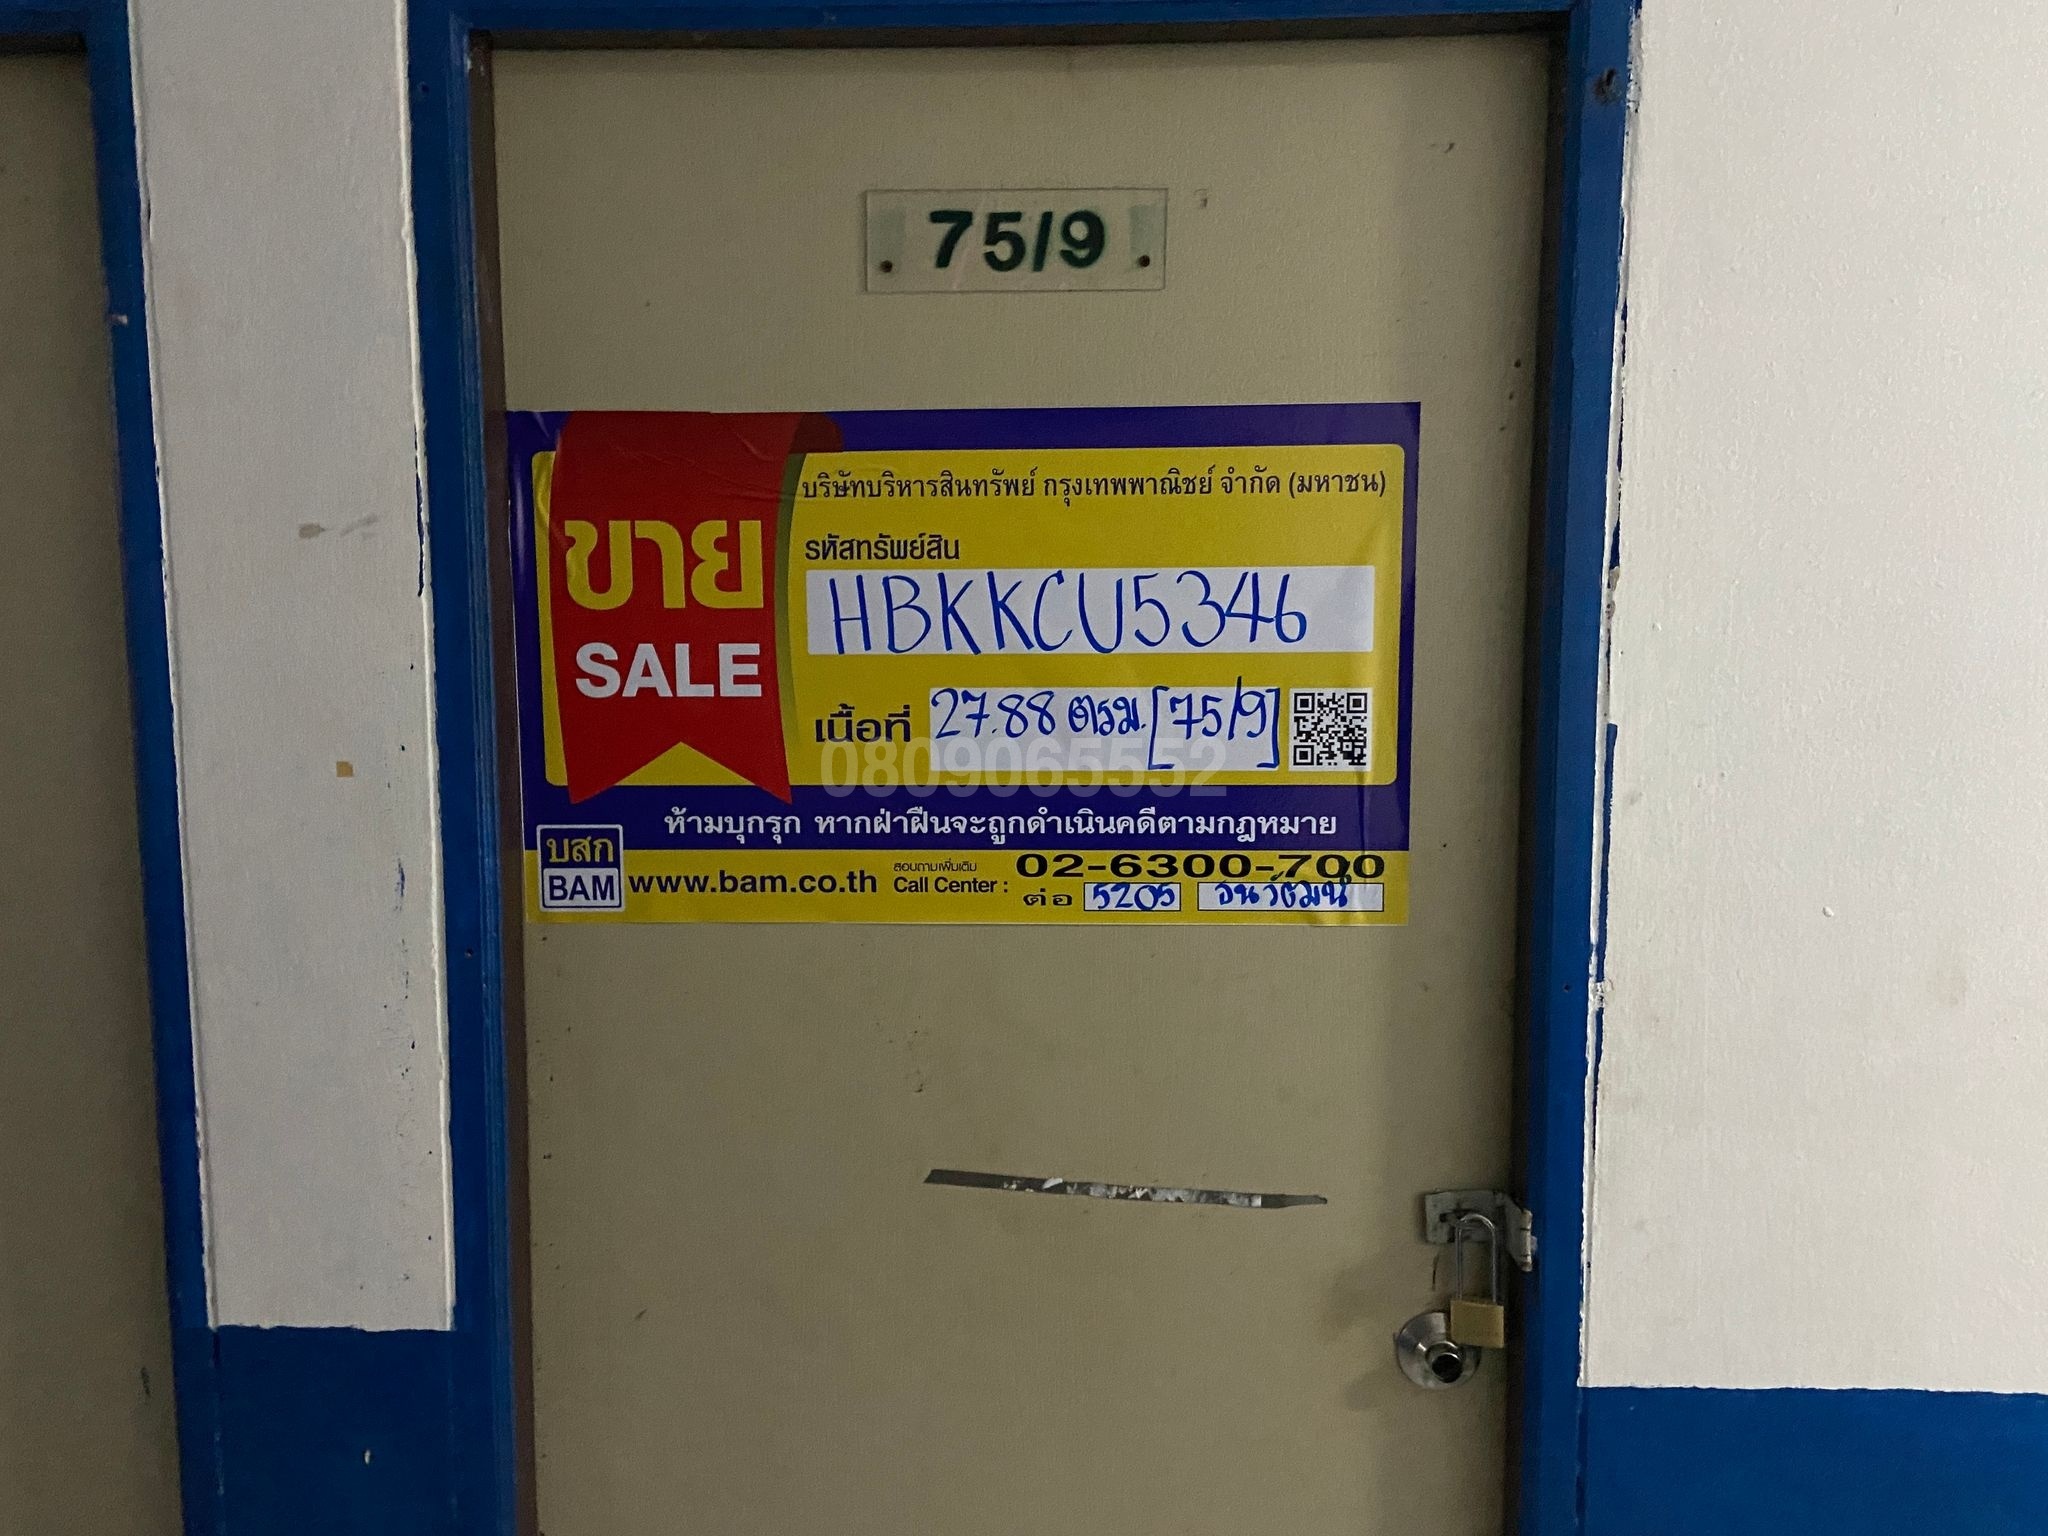 75/9
บริษัทบริหารสินทรัพย์ กรุงเทพพาณิชย์ จำกัด (มหาชน)
ขาย
SALE
รหัสทรัพย์สิน
HBKKCU5346
เนื้อที่ 27.88 ตรม. [75/9]
0809065552
ห้ามบุกรุก หากฝ่าฝืนจะถูกดำเนินคดีตามกฎหมาย
บสก
BAM
www.bam.co.th
สอบถามเพิ่มเติม
Call Center : 02-6300-700
ต่อ 5205 ธนวัฒน์